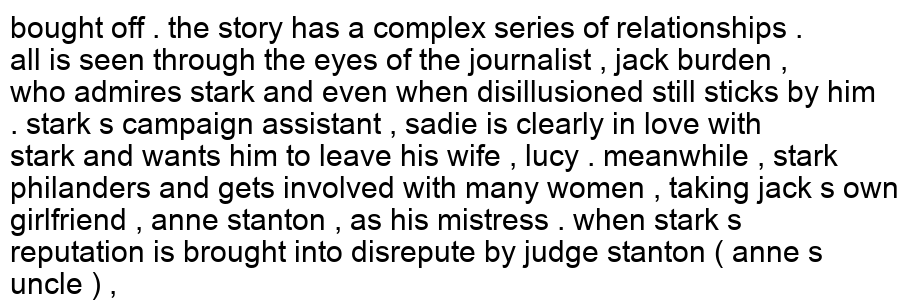 bought off . the story has a complex series of relationships .
all is seen through the eyes of the journalist , jack burden ,
who admires stark and even when disillusioned still sticks by him
. stark s campaign assistant , sadie is clearly in love with
stark and wants him to leave his wife , lucy . meanwhile , stark
philanders and gets involved with many women , taking jack s own
girlfriend , anne stanton , as his mistress . when stark s
reputation is brought into disrepute by judge stanton ( anne s
uncle ) ,